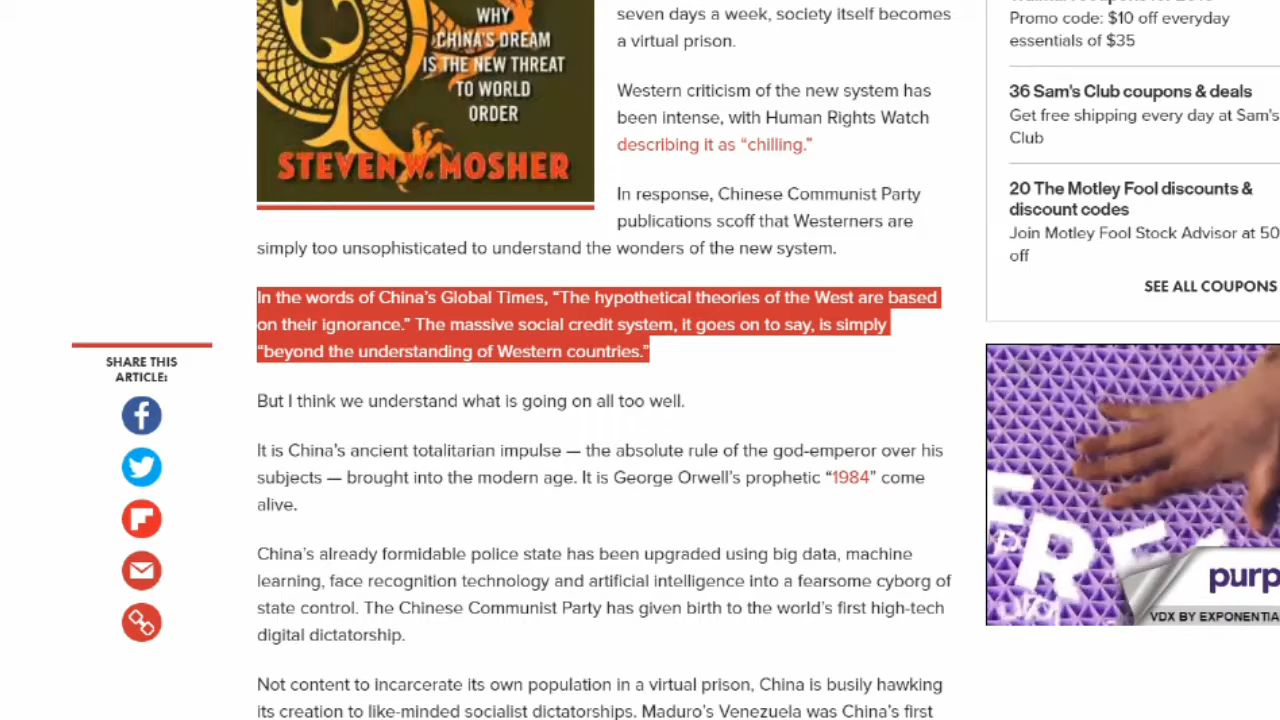 WHY
CHINA'S DREAM
IS THE NEW THREAT
TO WORLD
ORDER
STEVEN W. MOSHER
seven days a week, society itself becomes
a virtual prison.
Western criticism of the new system has
been intense, with Human Rights Watch
describing it as “chilling.”
In response, Chinese Communist Party
publications scoff that Westerners are
simply too unsophisticated to understand the wonders of the new system.
In the words of China’s Global Times, “The hypothetical theories of the West are based
on their ignorance.” The massive social credit system, it goes on to say, is simply
“beyond the understanding of Western countries.”
But I think we understand what is going on all too well.
It is China’s ancient totalitarian impulse — the absolute rule of the god-emperor over his
subjects — brought into the modern age. It is George Orwell’s prophetic “1984” come
alive.
China’s already formidable police state has been upgraded using big data, machine
learning, face recognition technology and artificial intelligence into a fearsome cyborg of
state control. The Chinese Communist Party has given birth to the world’s first high-tech
digital dictatorship.
Not content to incarcerate its own population in a virtual prison, China is busily hawking
its creation to like-minded socialist dictatorships. Maduro’s Venezuela was China’s first
SHARE THIS
ARTICLE:
Promo code: $10 off everyday
essentials of $35
36 Sam's Club coupons & deals
Get free shipping every day at Sam's
Club
20 The Motley Fool discounts &
discount codes
Join Motley Fool Stock Advisor at 50
off
SEE ALL COUPONS
FRE
purp
VDX BY EXPONENTIA